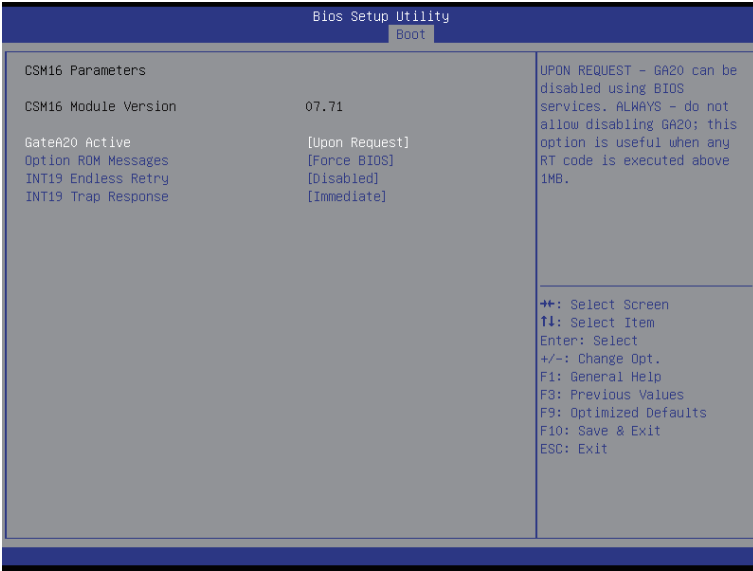 Bios Setup Utility
Boot
CSM16 Parameters
CSM16 Module Version 07.71
GateA20 Active [Upon Request]
Option ROM Messages [Force BIOS]
INT19 Endless Retry [Disabled]
INT19 Trap Response [Immediate]
UPON REQUEST – GA20 can be
disabled using BIOS
services. ALWAYS – do not
allow disabling GA20; this
option is useful when any
RT code is executed above
1MB.
→←: Select Screen
↑↓: Select Item
Enter: Select
+/-: Change Opt.
F1: General Help
F3: Previous Values
F9: Optimized Defaults
F10: Save & Exit
ESC: Exit